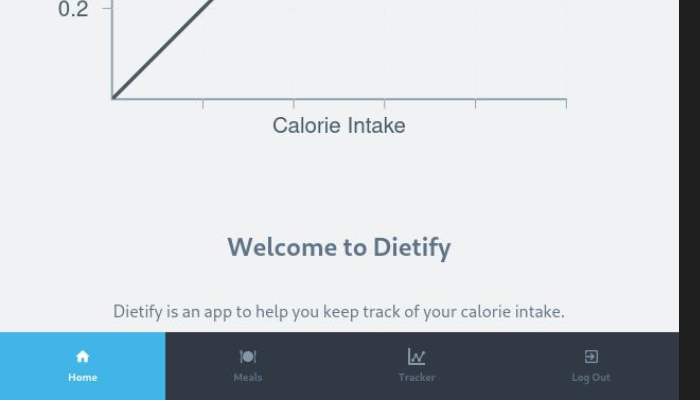 0.2
Calorie Intake
Welcome to Dietify
Dietify is an app to help you keep track of your calorie intake.
Home Meals Tracker Log Out